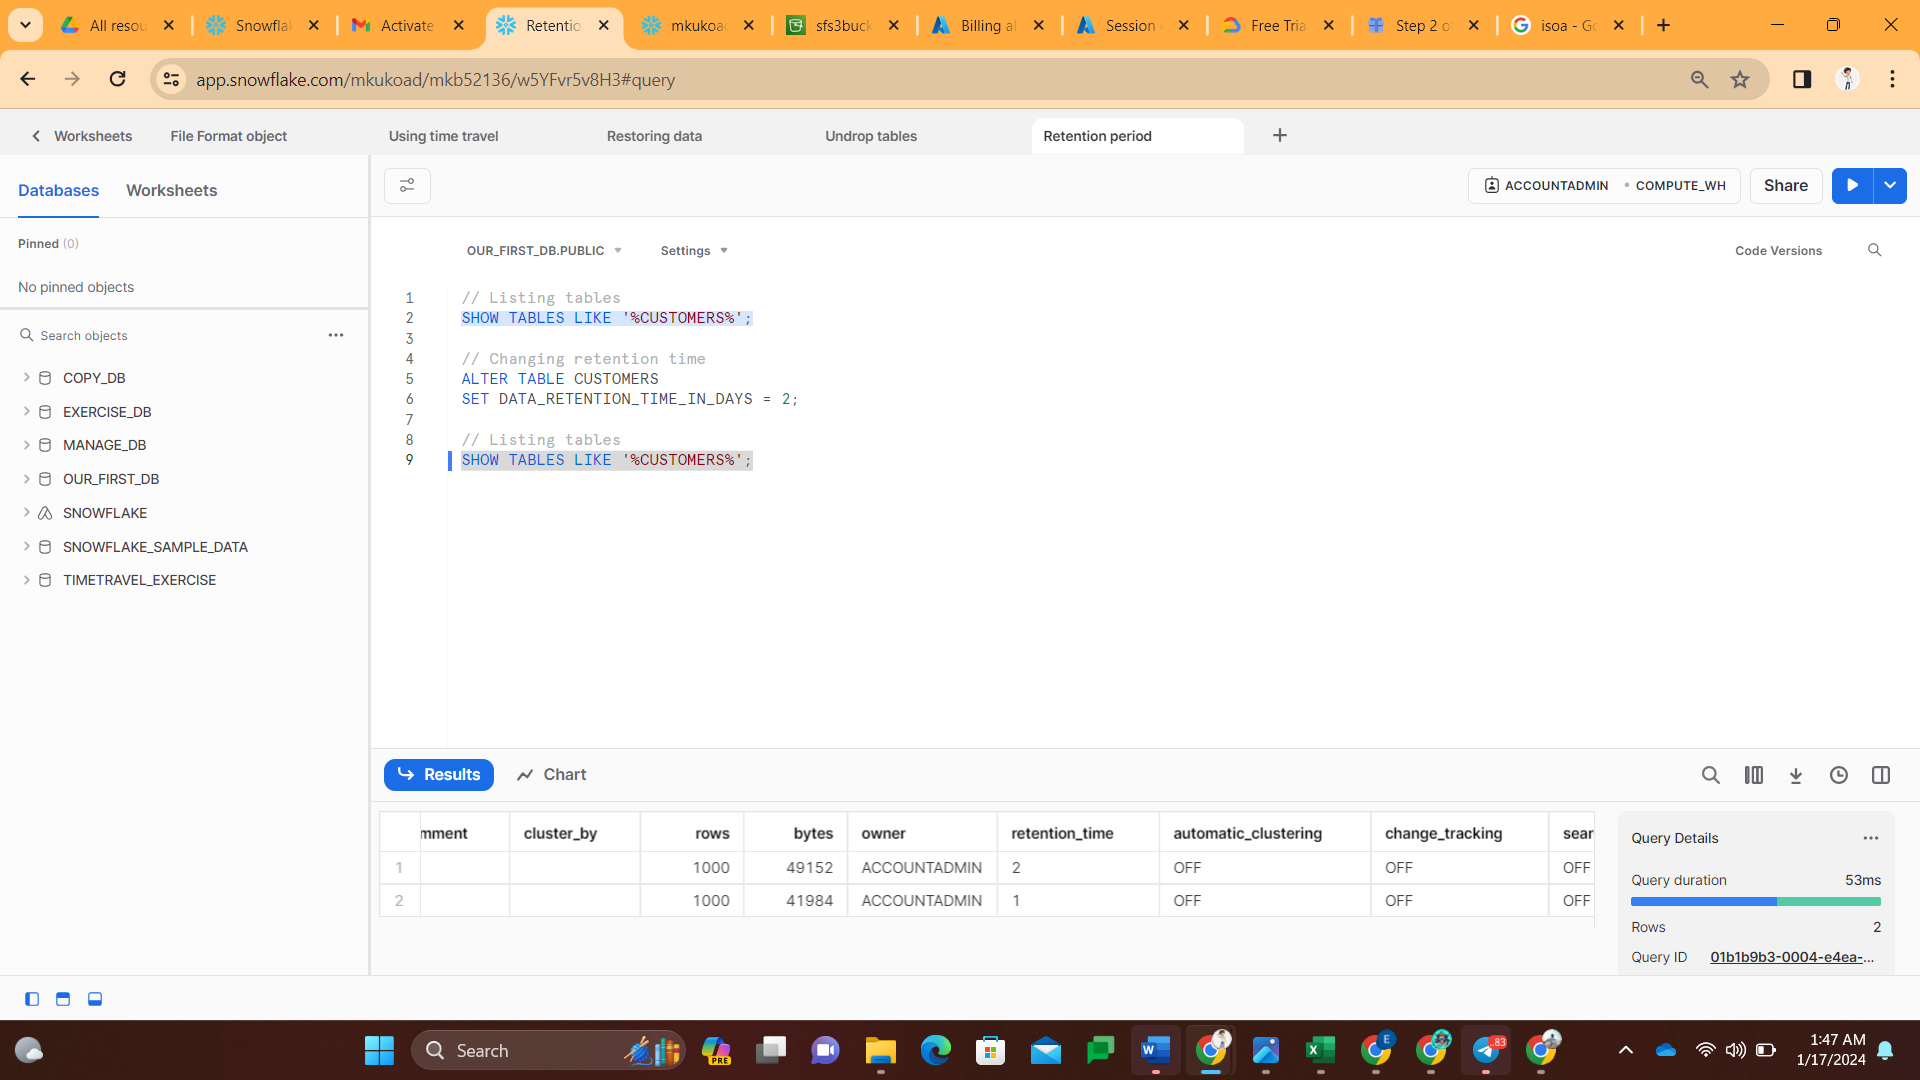 All resou
Snowflak
Activate
Retentio
mkukoad
sfs3buck
Billing al
Session
Free Tria
Step 2 o
isoa - Go
app.snowflake.com/mkukoad/mkb52136/w5YFvr5v8H3#query
Worksheets
File Format object
Using time travel
Restoring data
Undrop tables
Retention period
Databases
Worksheets
ACCOUNTADMIN
COMPUTE_WH
Share
Pinned (0)
No pinned objects
Search objects
COPY_DB
EXERCISE_DB
MANAGE_DB
OUR_FIRST_DB
SNOWFLAKE
SNOWFLAKE_SAMPLE_DATA
TIMETRAVEL_EXERCISE
OUR_FIRST_DB.PUBLIC
Settings
Code Versions
1 // Listing tables
2 SHOW TABLES LIKE '%CUSTOMERS%';
3
4 // Changing retention time
5 ALTER TABLE CUSTOMERS
6 SET DATA_RETENTION_TIME_IN_DAYS = 2;
7
8 // Listing tables
9 SHOW TABLES LIKE '%CUSTOMERS%';
Results
Chart
mment cluster_by rows bytes owner retention_time automatic_clustering change_tracking sear
1 1000 49152 ACCOUNTADMIN 2 OFF OFF OFF
2 1000 41984 ACCOUNTADMIN 1 OFF OFF OFF
Query Details
Query duration 53ms
Rows 2
Query ID 01b1b9b3-0004-e4ea-...
Search
PRE
W
X
E
83
1:47 AM
1/17/2024